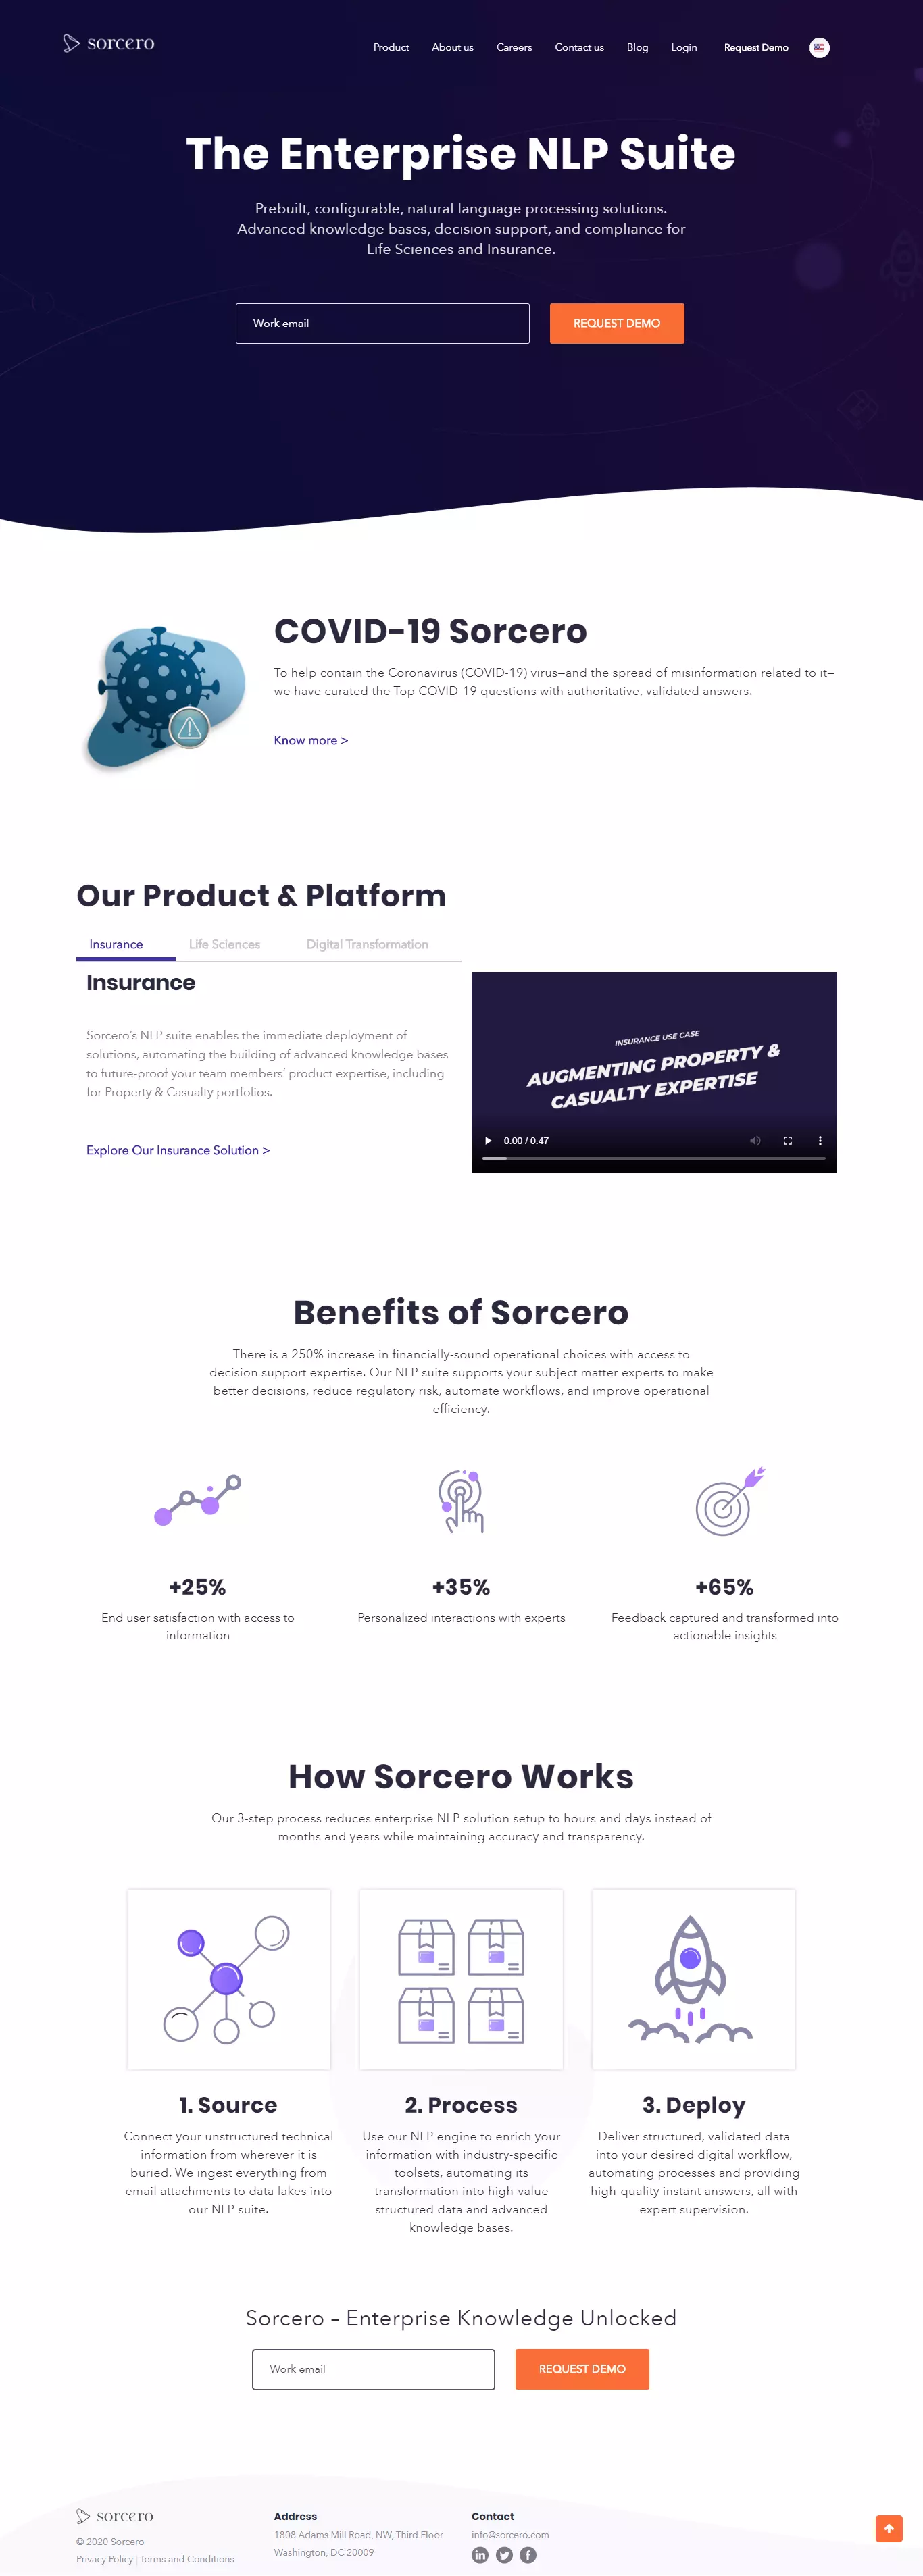 sorcero
Product About us Careers Contact us Blog Login Request Demo
The Enterprise NLP Suite
Prebuilt, configurable, natural language processing solutions.
Advanced knowledge bases, decision support, and compliance for
Life Sciences and Insurance.
Work email
REQUEST DEMO
COVID-19 Sorcero
To help contain the Coronavirus (COVID-19) virus—and the spread of misinformation related to it—
we have curated the Top COVID-19 questions with authoritative, validated answers.
Know more >
Our Product & Platform
Insurance Life Sciences Digital Transformation
Insurance
Sorcero’s NLP suite enables the immediate deployment of
solutions, automating the building of advanced knowledge bases
to future-proof your team members’ product expertise, including
for Property & Casualty portfolios.
Explore Our Insurance Solution >
INSURANCE USE CASE
AUGMENTING PROPERTY &
CASUALTY EXPERTISE
0:00 / 0:47
Benefits of Sorcero
There is a 250% increase in financially-sound operational choices with access to
decision support expertise. Our NLP suite supports your subject matter experts to make
better decisions, reduce regulatory risk, automate workflows, and improve operational
efficiency.
+25%
End user satisfaction with access to
information
+35%
Personalized interactions with experts
+65%
Feedback captured and transformed into
actionable insights
How Sorcero Works
Our 3-step process reduces enterprise NLP solution setup to hours and days instead of
months and years while maintaining accuracy and transparency.
1. Source
Connect your unstructured technical
information from wherever it is
buried. We ingest everything from
email attachments to data lakes into
our NLP suite.
2. Process
Use our NLP engine to enrich your
information with industry-specific
toolsets, automating its
transformation into high-value
structured data and advanced
knowledge bases.
3. Deploy
Deliver structured, validated data
into your desired digital workflow,
automating processes and providing
high-quality instant answers, all with
expert supervision.
Sorcero – Enterprise Knowledge Unlocked
Work email
REQUEST DEMO
sorcero
© 2020 Sorcero
Privacy Policy | Terms and Conditions
Address
1808 Adams Mill Road, NW, Third Floor
Washington, DC 20009
Contact
info@sorcero.com